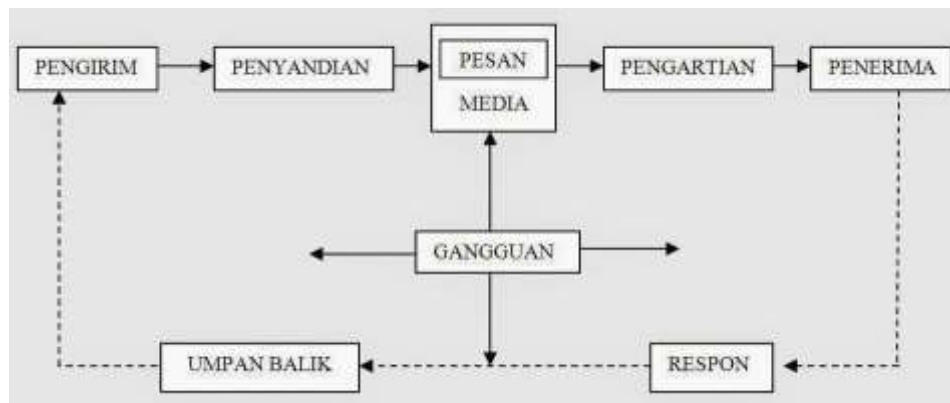 PENGIRIM
PENYANDIAN
PESAN
MEDIA
PENGARTIAN
PENERIMA
GANGGUAN
UMPAN BALIK
RESPON